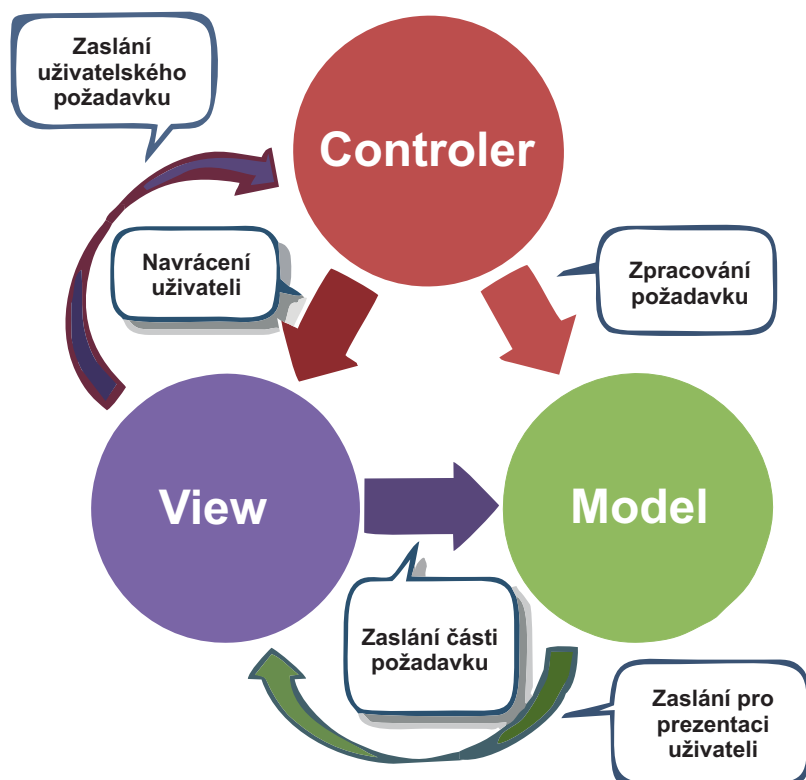 Zaslání
uživatelského
požadavku
Controler
Navrácení
uživateli
Zpracování
požadavku
View
Model
Zaslání části
požadavku
Zaslání pro
prezentaci
uživateli